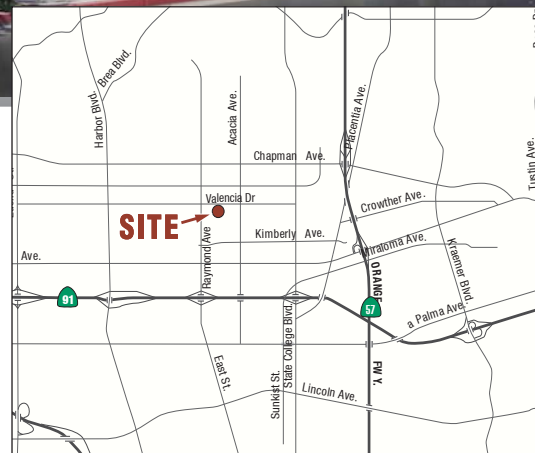 Brea Blvd.
Harbor Blvd.
Acacia Ave.
Placentia Ave.
Tustin Ave.
Chapman Ave.
Valencia Dr
Crowther Ave.
SITE
Raymond Ave
Kimberly Ave.
iraloma Ave.
Kraemer Blvd.
Ave.
ORANGE
91
57
a Palma Ave.
State College Blvd.
East St.
Sunkist St.
FWY.
Lincoln Ave.